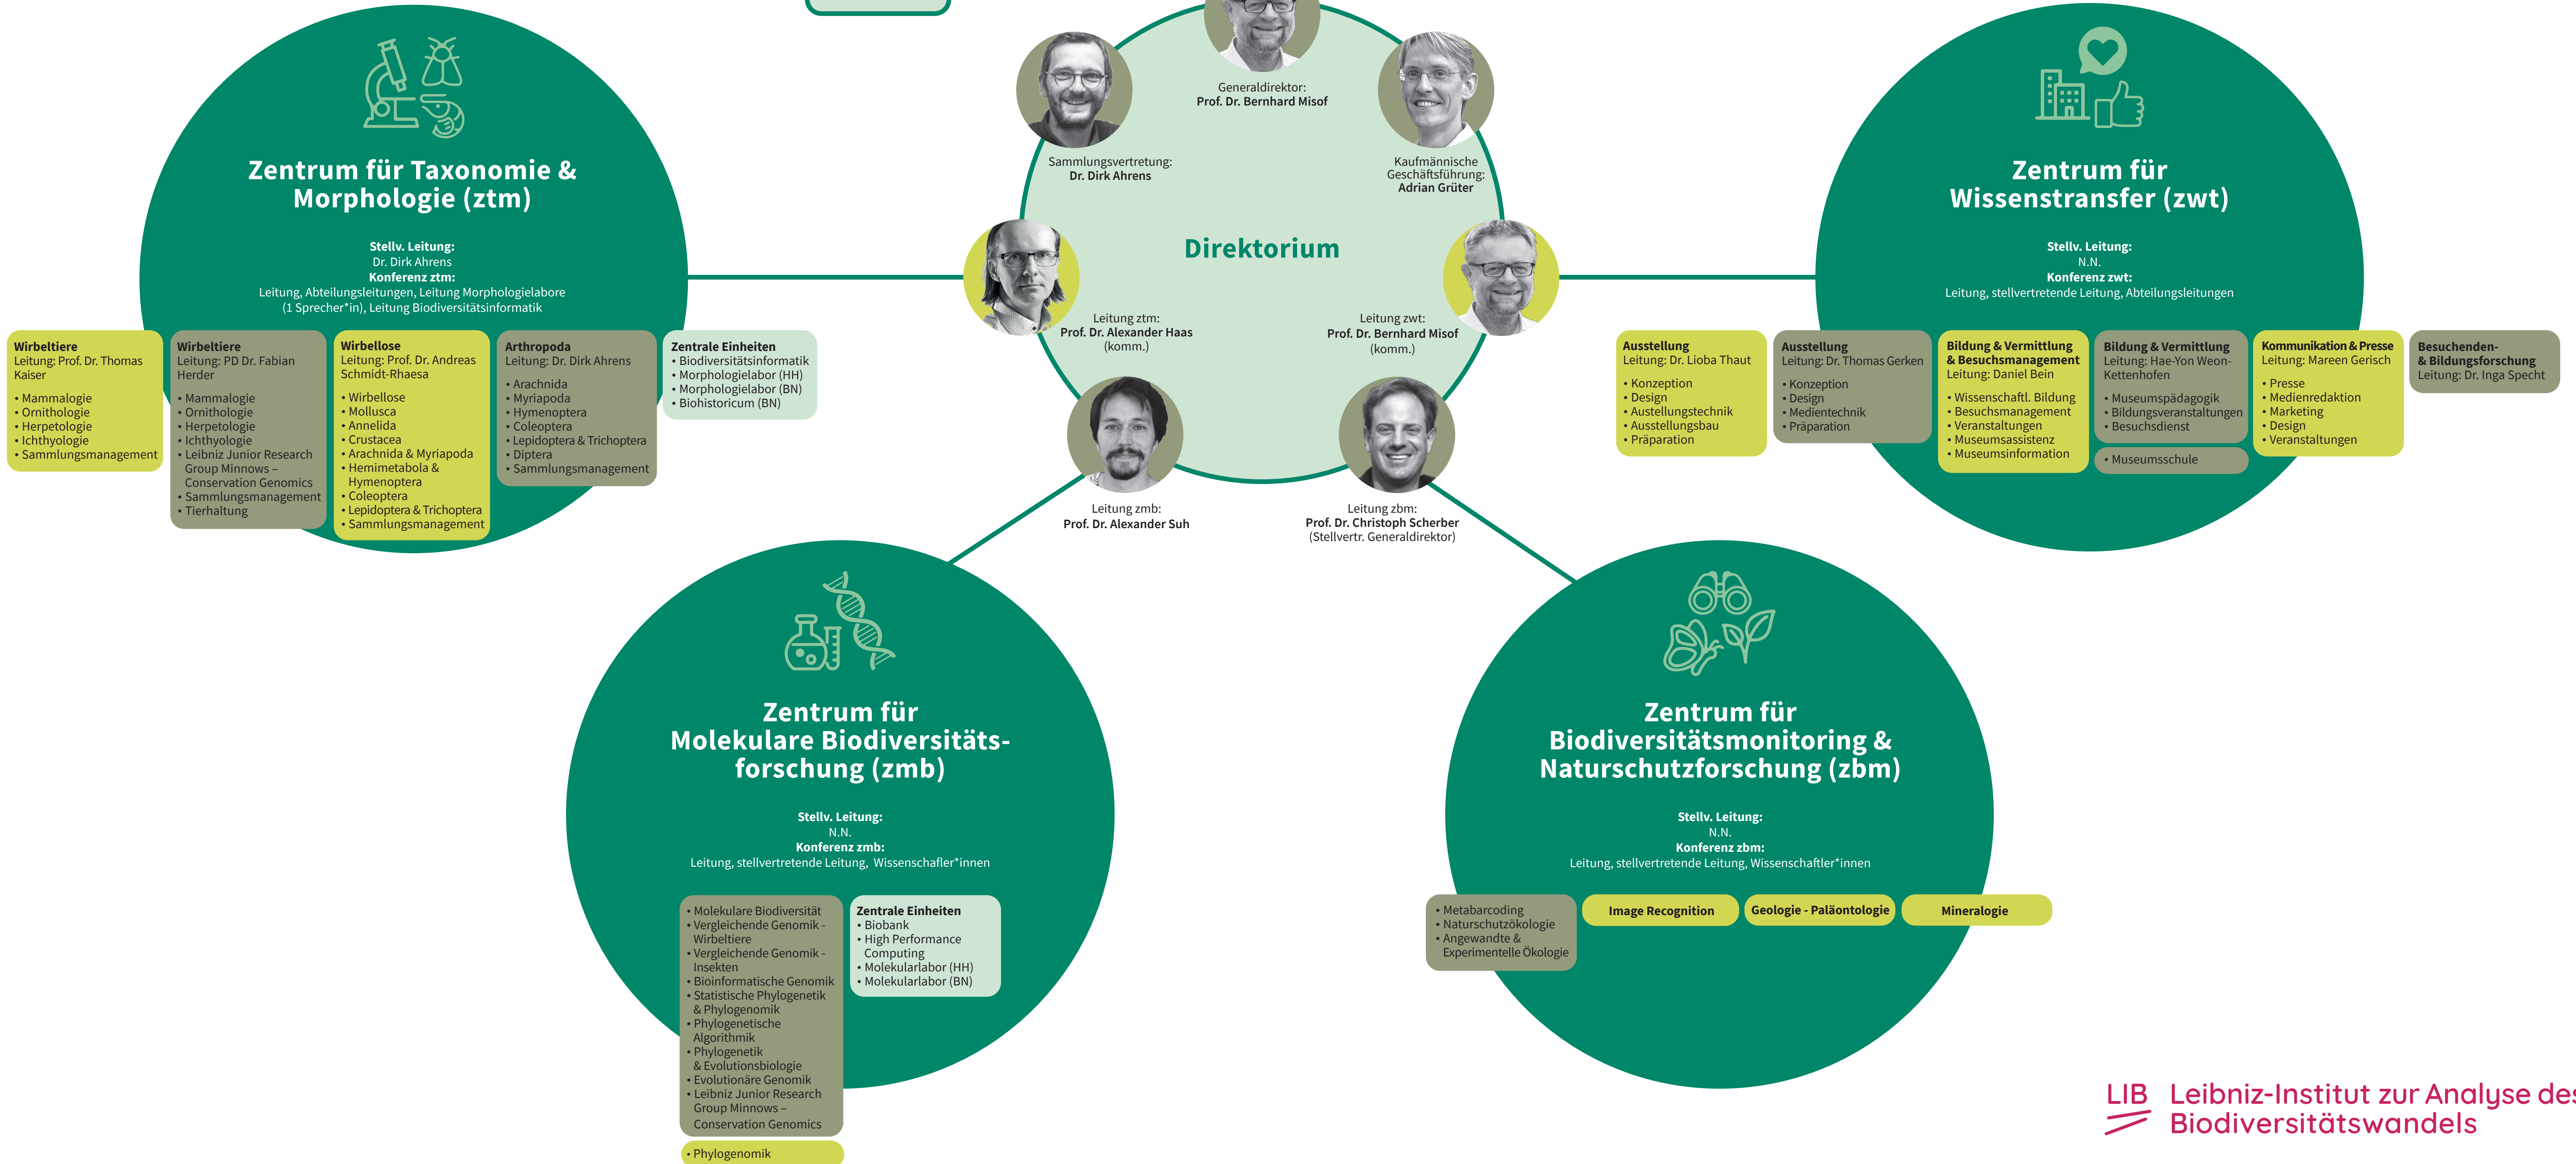 Generaldirektor:
Prof. Dr. Bernhard Misof
Sammlungsvertretung:
Dr. Dirk Ahrens
Kaufmännische
Geschäftsführung:
Adrian Grüter
Direktorium
Leitung ztm:
Prof. Dr. Alexander Haas
(komm.)
Leitung zwt:
Prof. Dr. Bernhard Misof
(komm.)
Leitung zmb:
Prof. Dr. Alexander Suh
Leitung zbm:
Prof. Dr. Christoph Scherber
(Stellvertr. Generaldirektor)
Zentrum für Taxonomie &
Morphologie (ztm)
Stellv. Leitung:
Dr. Dirk Ahrens
Konferenz ztm:
Leitung, Abteilungsleitungen, Leitung Morphologielabore
(1 Sprecher*in), Leitung Biodiversitätsinformatik
Wirbeltiere
Leitung: Prof. Dr. Thomas
Kaiser
• Mammalogie
• Ornithologie
• Herpetologie
• Ichthyologie
• Sammlungsmanagement
Wirbeltiere
Leitung: PD Dr. Fabian
Herder
• Mammalogie
• Ornithologie
• Herpetologie
• Ichthyologie
• Leibniz Junior Research
Group Minnows –
Conservation Genomics
• Sammlungsmanagement
• Tierhaltung
Wirbellose
Leitung: Prof. Dr. Andreas
Schmidt-Rhaesa
• Wirbellose
• Mollusca
• Annelida
• Crustacea
• Arachnida & Myriapoda
• Hemimetabola &
Hymenoptera
• Coleoptera
• Lepidoptera & Trichoptera
• Sammlungsmanagement
Arthropoda
Leitung: Dr. Dirk Ahrens
• Arachnida
• Myriapoda
• Hymenoptera
• Coleoptera
• Lepidoptera & Trichoptera
• Diptera
• Sammlungsmanagement
Zentrale Einheiten
• Biodiversitätsinformatik
• Morphologielabor (HH)
• Morphologielabor (BN)
• Biohistoricum (BN)
Zentrum für
Wissenstransfer (zwt)
Stellv. Leitung:
N.N.
Konferenz zwt:
Leitung, stellvertretende Leitung, Abteilungsleitungen
Ausstellung
Leitung: Dr. Lioba Thaut
• Konzeption
• Design
• Austellungstechnik
• Ausstellungsbau
• Präparation
Ausstellung
Leitung: Dr. Thomas Gerken
• Konzeption
• Design
• Medientechnik
• Präparation
Bildung & Vermittlung
& Besuchsmanagement
Leitung: Daniel Bein
• Wissenschaftl. Bildung
• Besuchsmanagement
• Veranstaltungen
• Museumsassistenz
• Museumsinformation
Bildung & Vermittlung
Leitung: Hae-Yon Weon-
Kettenhofen
• Museumspädagogik
• Bildungsveranstaltungen
• Besuchsdienst
• Museumsschule
Kommunikation & Presse
Leitung: Mareen Gerisch
• Presse
• Medienredaktion
• Marketing
• Design
• Veranstaltungen
Besuchenden-
& Bildungsforschung
Leitung: Dr. Inga Specht
Zentrum für
Molekulare Biodiversitäts-
forschung (zmb)
Stellv. Leitung:
N.N.
Konferenz zmb:
Leitung, stellvertretende Leitung, Wissenschafler*innen
• Molekulare Biodiversität
• Vergleichende Genomik -
Wirbeltiere
• Vergleichende Genomik -
Insekten
• Bioinformatische Genomik
• Statistische Phylogenetik
& Phylogenomik
• Phylogenetische
Algorithmik
• Phylogenetik
& Evolutionsbiologie
• Evolutionäre Genomik
• Leibniz Junior Research
Group Minnows –
Conservation Genomics
• Phylogenomik
Zentrale Einheiten
• Biobank
• High Performance
Computing
• Molekularlabor (HH)
• Molekularlabor (BN)
Zentrum für
Biodiversitätsmonitoring &
Naturschutzforschung (zbm)
Stellv. Leitung:
N.N.
Konferenz zbm:
Leitung, stellvertretende Leitung, Wissenschaftler*innen
• Metabarcoding
• Naturschutzökologie
• Angewandte &
Experimentelle Ökologie
Image Recognition
Geologie - Paläontologie
Mineralogie
LIB Leibniz-Institut zur Analyse des
Biodiversitätswandels